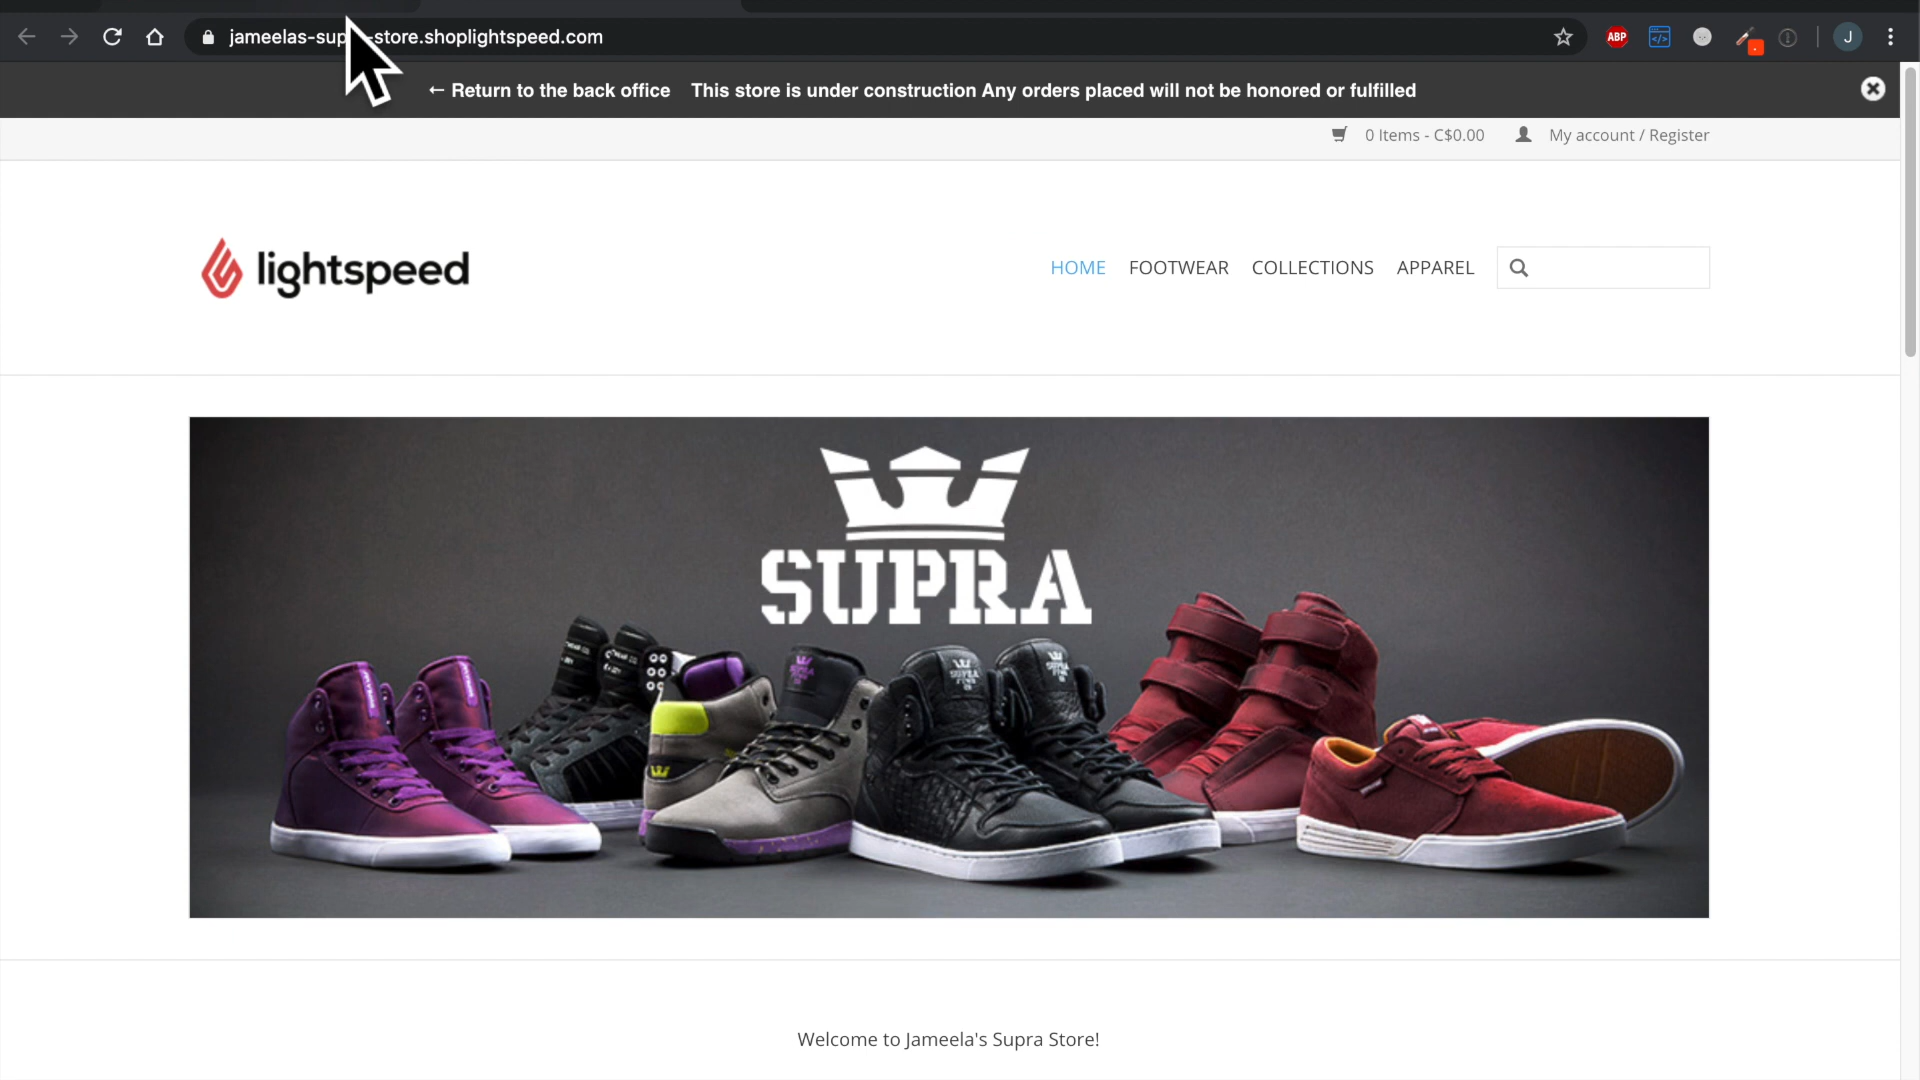 jameelas-sup
-store.shoplightspeed.com
ABP
J
← Return to the back office This store is under construction Any orders placed will not be honored or fulfilled
0 Items - C$0.00 My account / Register
lightspeed
HOME FOOTWEAR COLLECTIONS APPAREL
SUPRA
Welcome to Jameela's Supra Store!